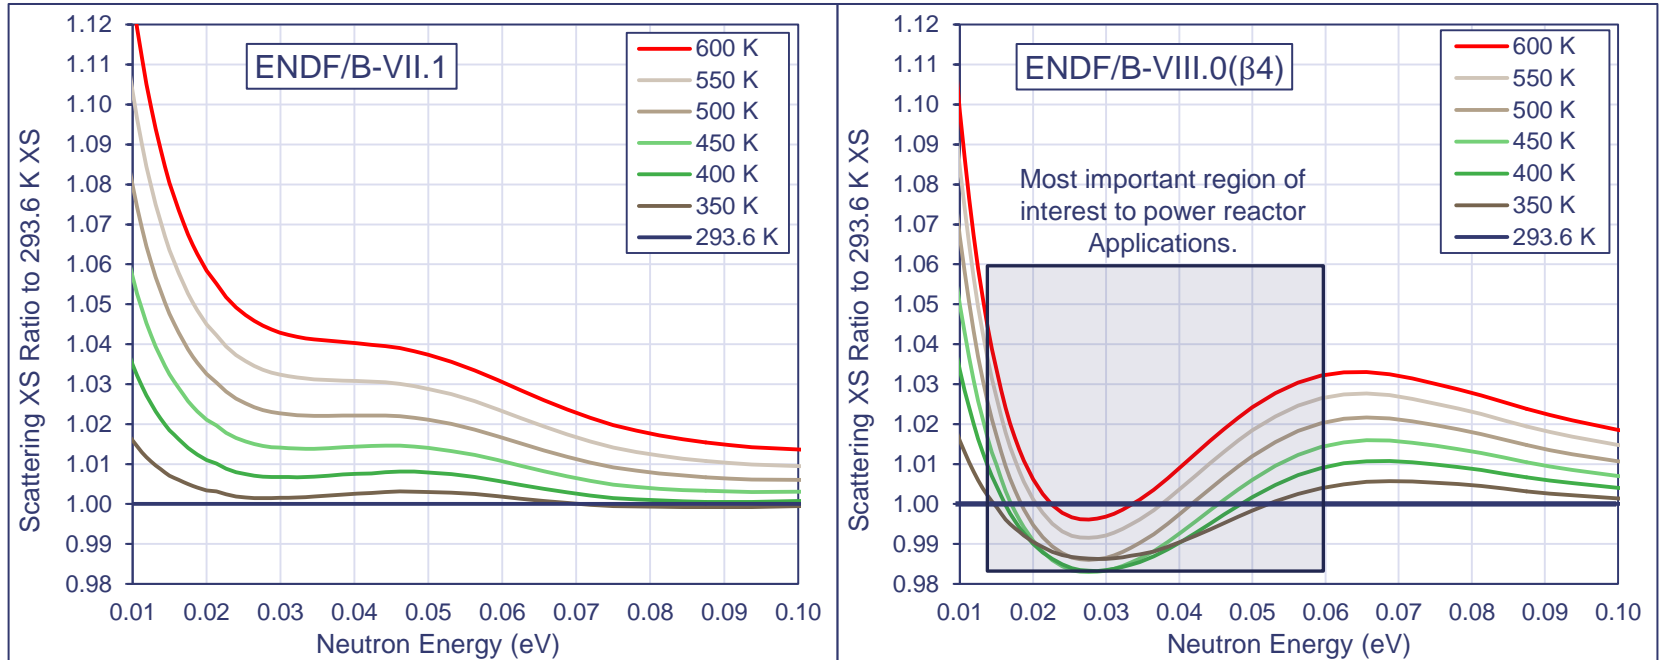 Scattering XS Ratio to 293.6 K XS
1.12
1.11
1.10
1.09
1.08
1.07
1.06
1.05
1.04
1.03
1.02
1.01
1.00
0.99
0.98
ENDF/B-VII.1
600 K
550 K
500 K
450 K
400 K
350 K
293.6 K
0.01 0.02 0.03 0.04 0.05 0.06 0.07 0.08 0.09 0.10
Neutron Energy (eV)
Scattering XS Ratio to 293.6 K XS
1.12
1.11
1.10
1.09
1.08
1.07
1.06
1.05
1.04
1.03
1.02
1.01
1.00
0.99
0.98
ENDF/B-VIII.0(β4)
600 K
550 K
500 K
450 K
400 K
350 K
293.6 K
Most important region of
interest to power reactor
Applications.
0.01 0.02 0.03 0.04 0.05 0.06 0.07 0.08 0.09 0.10
Neutron Energy (eV)